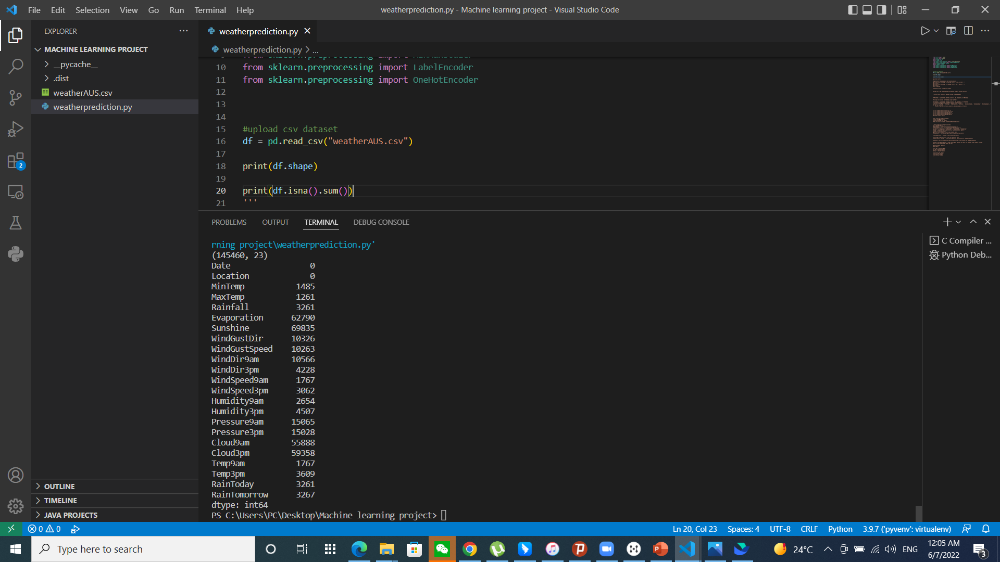 File Edit Selection View Go Run Terminal Help
weatherprediction.py - Machine learning project - Visual Studio Code
EXPLORER
MACHINE LEARNING PROJECT
__pycache__
.dist
weatherAUS.csv
weatherprediction.py
OUTLINE
TIMELINE
JAVA PROJECTS
2
weatherprediction.py
weatherprediction.py > ...
10 from sklearn.preprocessing import LabelEncoder
11 from sklearn.preprocessing import OneHotEncoder
12
13
14
15 #upload csv dataset
16 df = pd.read_csv("weatherAUS.csv")
17
18 print(df.shape)
19
20 print(df.isna().sum())
21 '''
PROBLEMS OUTPUT TERMINAL DEBUG CONSOLE
rning project\weatherprediction.py'
(145460, 23)
Date 0
Location 0
MinTemp 1485
MaxTemp 1261
Rainfall 3261
Evaporation 62790
Sunshine 69835
WindGustDir 10326
WindGustSpeed 10263
WindDir9am 10566
WindDir3pm 4228
WindSpeed9am 1767
WindSpeed3pm 3062
Humidity9am 2654
Humidity3pm 4507
Pressure9am 15065
Pressure3pm 15028
Cloud9am 55888
Cloud3pm 59358
Temp9am 1767
Temp3pm 3609
RainToday 3261
RainTomorrow 3267
dtype: int64
PS C:\Users\PC\Desktop\Machine learning project>
C Compiler ...
Python Deb...
0 0
Ln 20, Col 23 Spaces: 4 UTF-8 CRLF Python 3.9.7 ('pyvenv': virtualenv)
Type here to search
24°C ENG
12:05 AM
6/7/2022
3